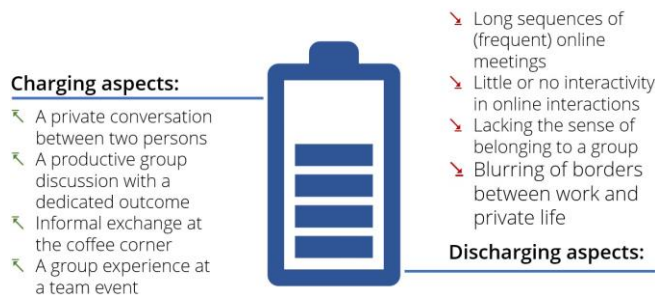 Charging aspects:
A private conversation
between two persons
A productive group
discussion with a
dedicated outcome
Informal exchange at
the coffee corner
A group experience at
a team event
Long sequences of
(frequent) online
meetings
Little or no interactivity
in online interactions
Lacking the sense of
belonging to a group
Blurring of borders
between work and
private life
Discharging aspects: